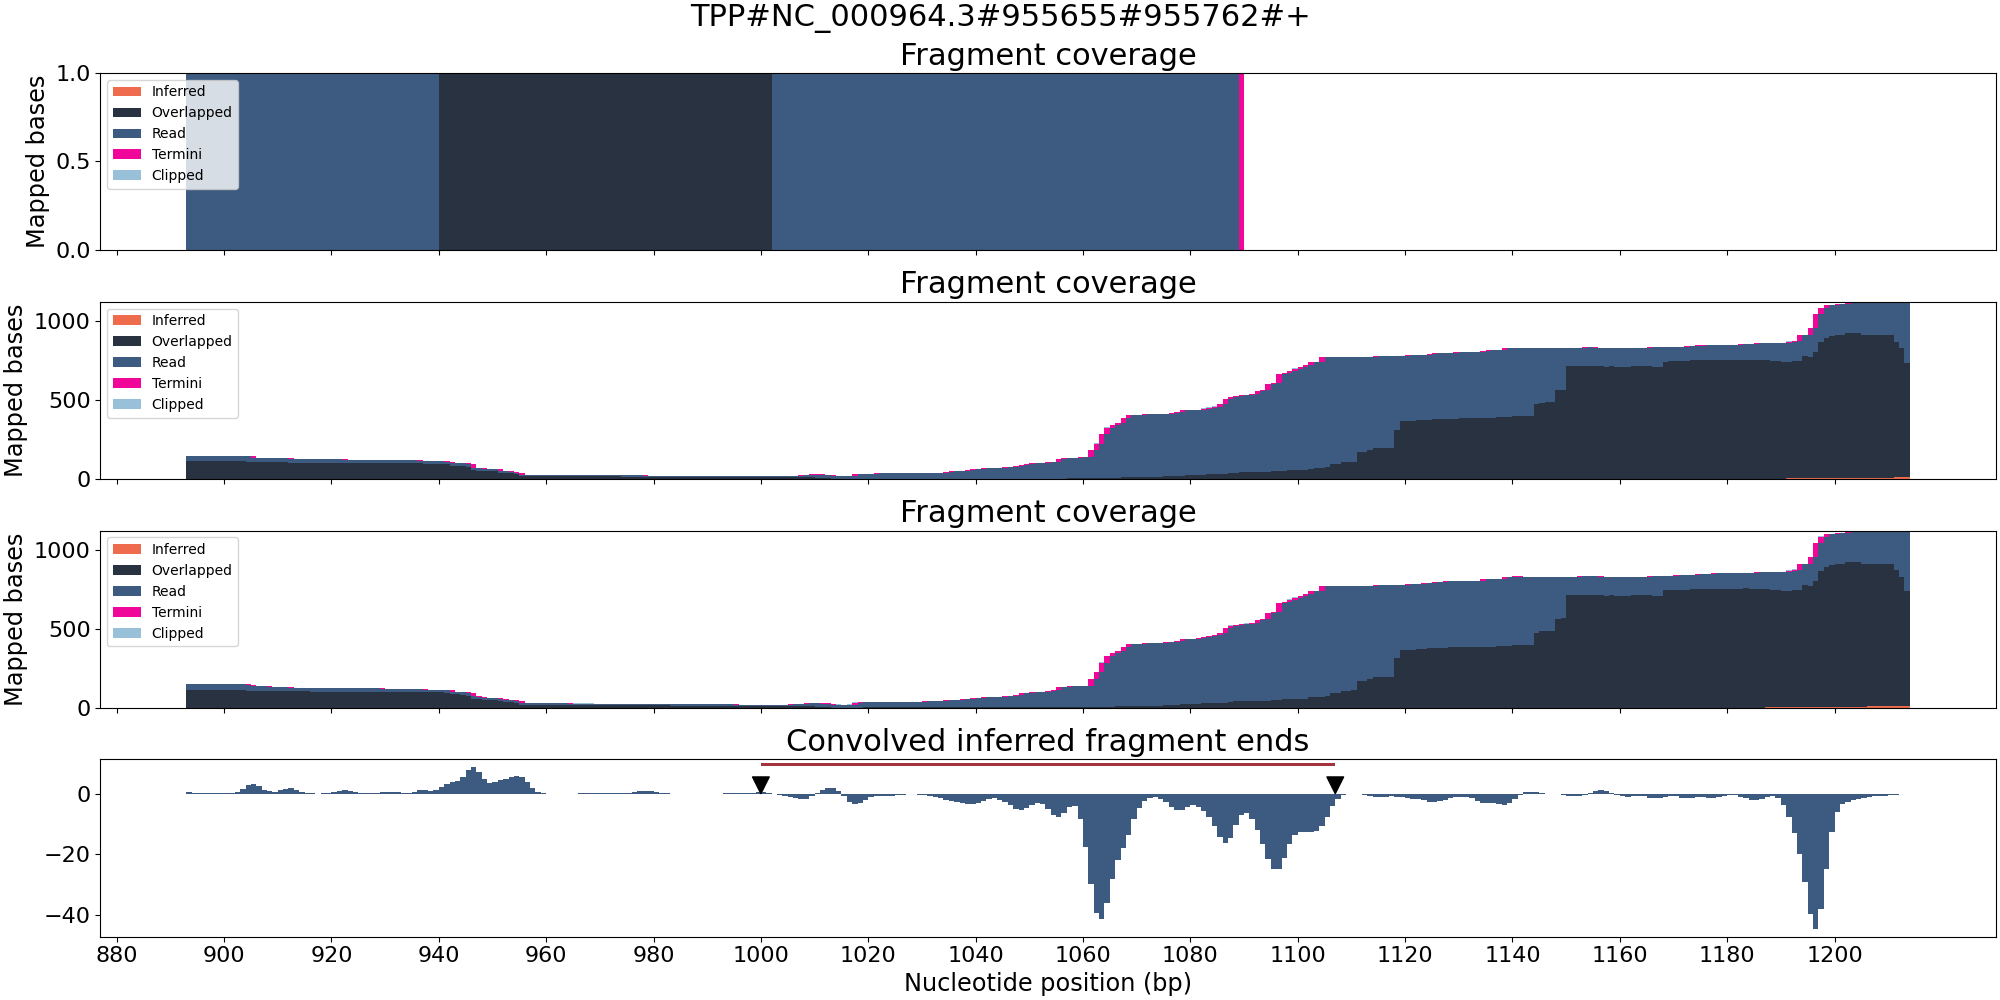 TPP#NC_000964.3#955655#955762#+
Fragment coverage
Mapped bases
1.0
0.5
0.0
Inferred
Overlapped
Read
Termini
Clipped
Fragment coverage
Mapped bases
1000
500
0
Inferred
Overlapped
Read
Termini
Clipped
Fragment coverage
Mapped bases
1000
500
0
Inferred
Overlapped
Read
Termini
Clipped
Convolved inferred fragment ends
0
−20
−40
880 900 920 940 960 980 1000 1020 1040 1060 1080 1100 1120 1140 1160 1180 1200
Nucleotide position (bp)